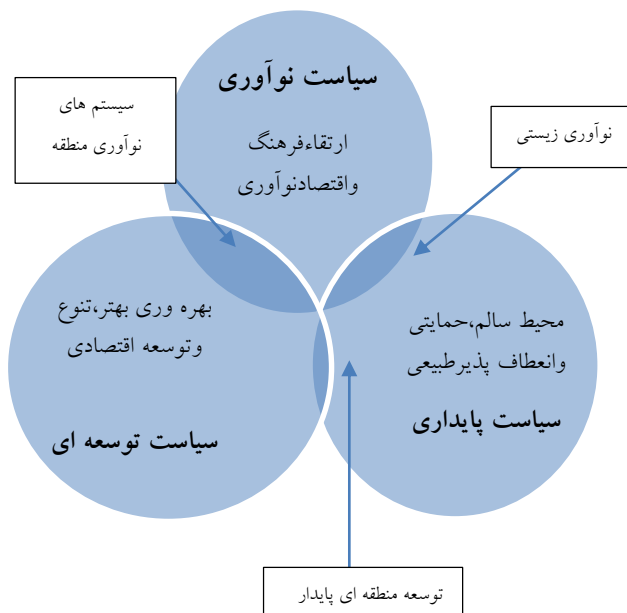 سیاست نوآوری
ارتقاءفرهنگ
واقتصادنوآوری
سیستم های
نوآوری منطقه
نوآوری زیستی
بهره وری بهتر،تنوع
وتوسعه اقتصادی
سیاست توسعه ای
محیط سالم،حمایتی
وانعطاف پذیرطبیعی
سیاست پایداری
توسعه منطقه ای پایدار